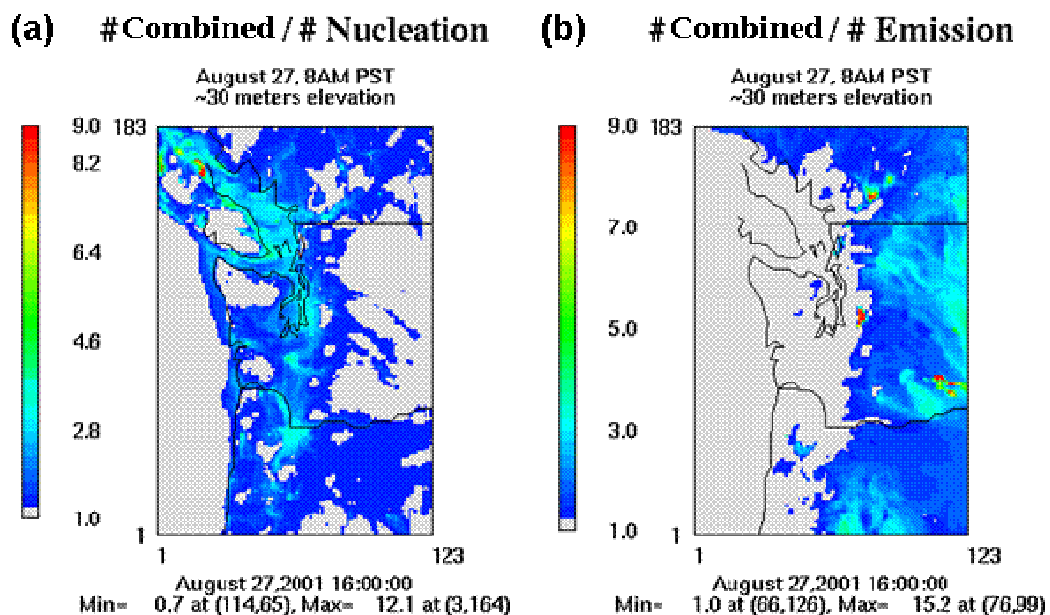 (a) #Combined / # Nucleation
August 27, 8AM PST
~30 meters elevation
9.0
8.2
6.4
4.6
2.8
1.0
183
1
1
123
August 27,2001 16:00:00
Min= 0.7 at (114,65), Max= 12.1 at (3,164)
(b) #Combined / # Emission
August 27, 8AM PST
~30 meters elevation
9.0
7.0
5.0
3.0
1.0
183
1
1
123
August 27,2001 16:00:00
Min= 1.0 at (66,126), Max= 15.2 at (76,99)